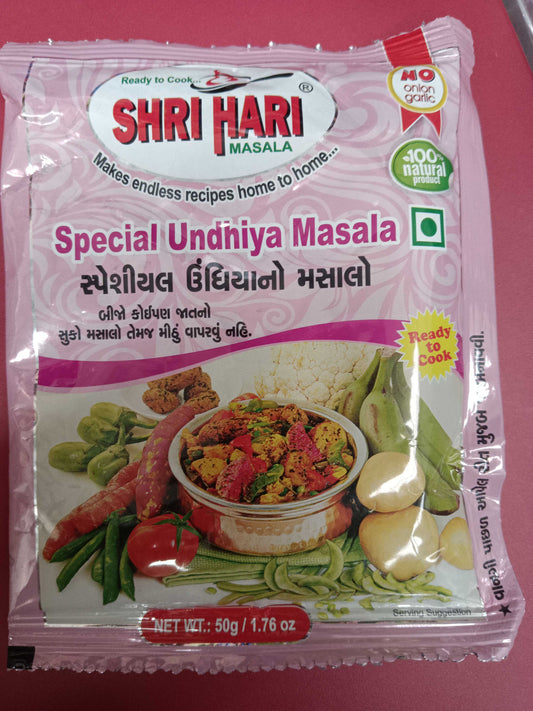 Ready to Cook...
SHRI HARI®
MASALA
Makes endless recipes home to home...
NO
onion
garlic
100%
natural
product
Special Undhiya Masala
સ્પેશીયલ ઉંધિયાનો મસાલો
બીજો કોઈપણ જાતનો
સુકો મસાલો તેમજ મીઠું વાપરવું નહિ.
Ready
to
Cook
Serving Suggestion
NET WT.: 50g / 1.76 oz